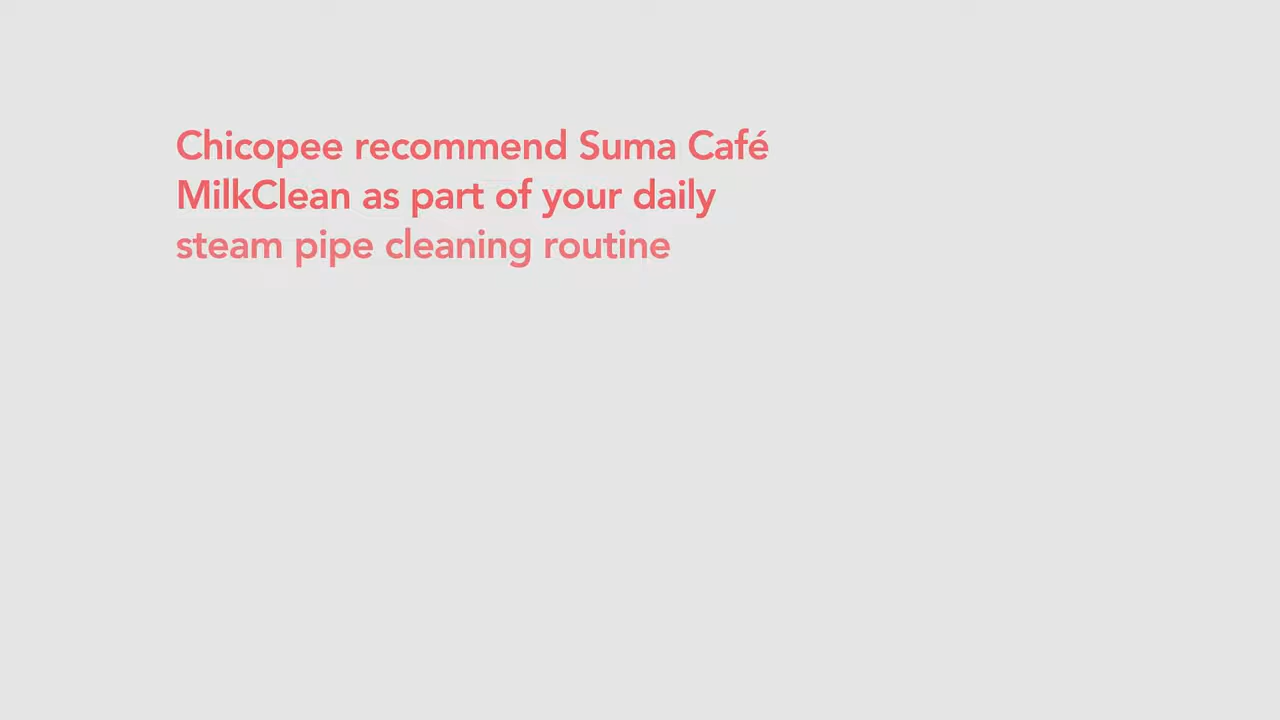 Chicopee recommend Suma Café
MilkClean as part of your daily
steam pipe cleaning routine